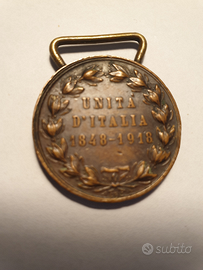 UNITÀ
D'ITALIA
1848-1918
subito